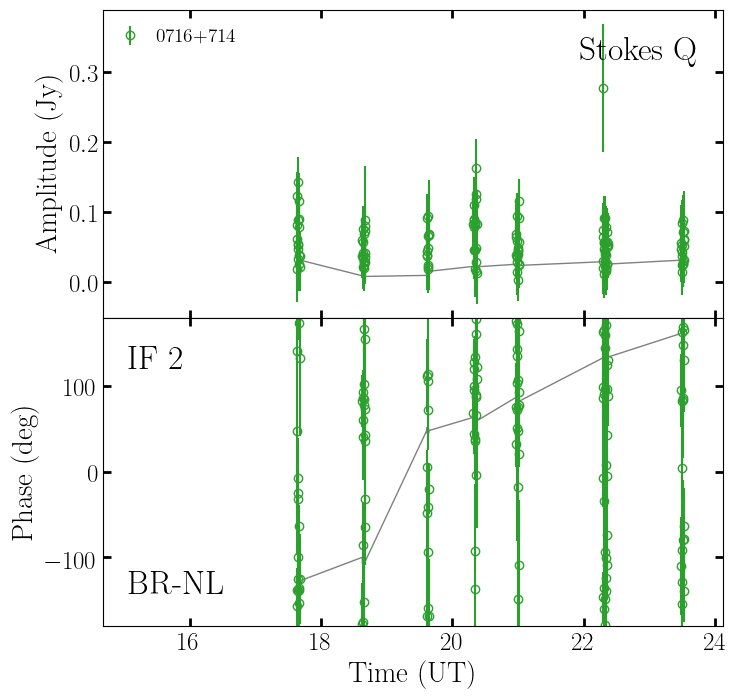 0716+714
Stokes Q
Amplitude (Jy)
0.3
0.2
0.1
0.0
IF 2
Phase (deg)
100
0
−100
BR-NL
16 18 20 22 24
Time (UT)